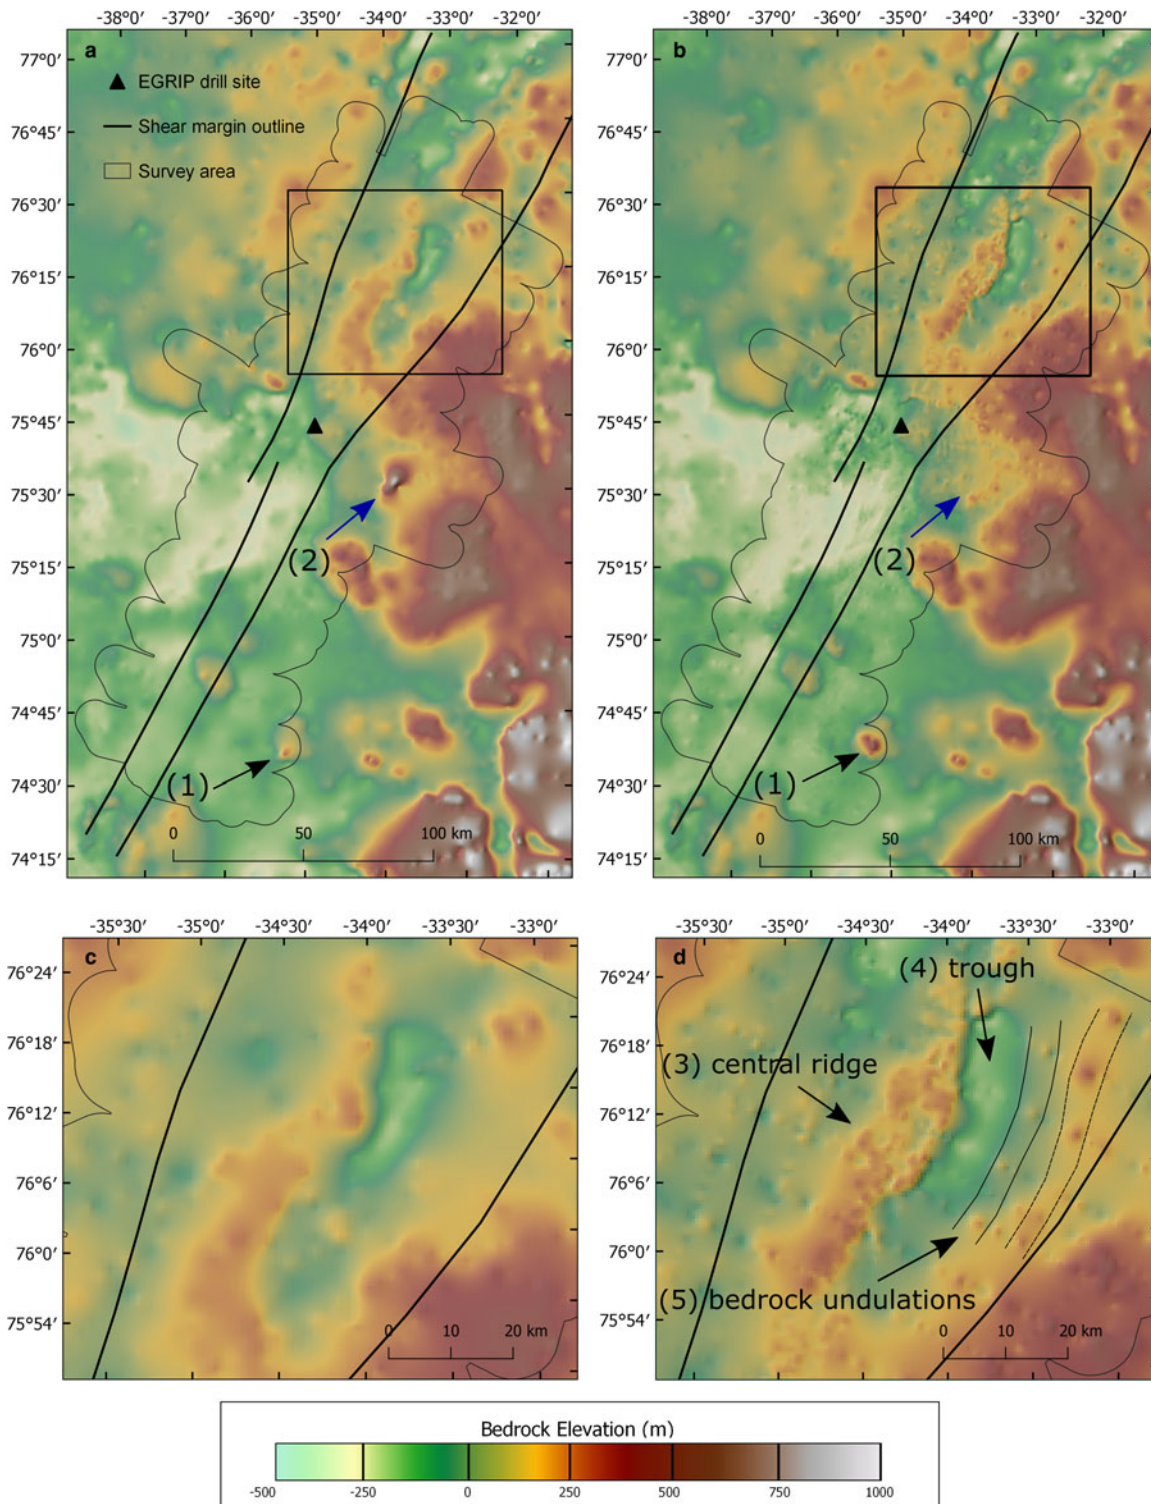 -38°0′ -37°0′ -36°0′ -35°0′ -34°0′ -33°0′ -32°0′
-38°0′ -37°0′ -36°0′ -35°0′ -34°0′ -33°0′ -32°0′
a
b
EGRIP drill site
Shear margin outline
Survey area
77°0′
76°45′
76°30′
76°15′
76°0′
75°45′
75°30′
75°15′
75°0′
74°45′
74°30′
74°15′
77°0′
76°45′
76°30′
76°15′
76°0′
75°45′
75°30′
75°15′
75°0′
74°45′
74°30′
74°15′
(2)
(2)
(1)
(1)
0 50 100 km
0 50 100 km
-35°30′ -35°0′ -34°30′ -34°0′ -33°30′ -33°0′
-35°30′ -35°0′ -34°30′ -34°0′ -33°30′ -33°0′
c
d
76°24′
76°18′
76°12′
76°6′
76°0′
75°54′
76°24′
76°18′
76°12′
76°6′
76°0′
75°54′
(4) trough
(3) central ridge
(5) bedrock undulations
0 10 20 km
0 10 20 km
Bedrock Elevation (m)
-500 -250 0 250 500 750 1000